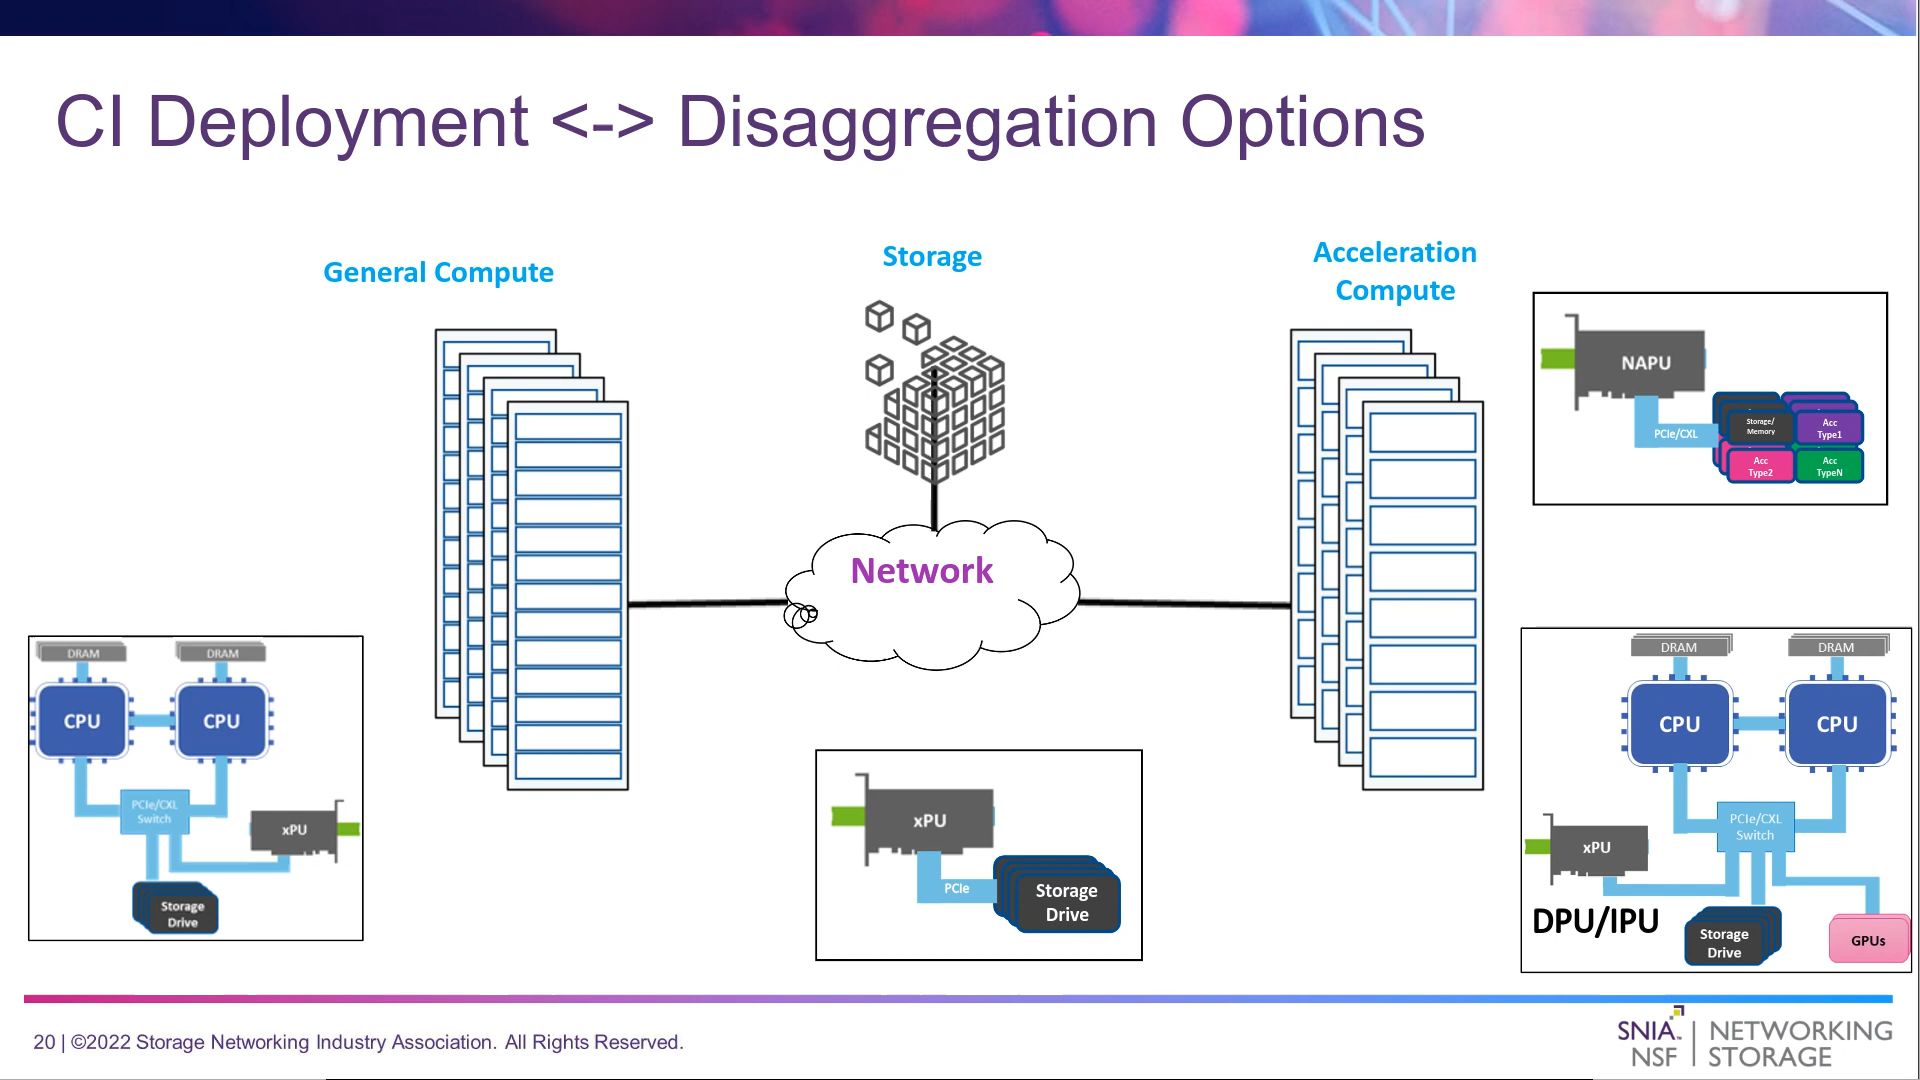 CI Deployment <-> Disaggregation Options
General Compute
Storage
Acceleration
Compute
NAPU
PCIe/CXL
Storage/
Memory
Acc
Type1
Acc
Type2
Acc
TypeN
Network
DRAM
DRAM
CPU
CPU
PCIe/CXL
Switch
xPU
Storage
Drive
xPU
PCIe
Storage
Drive
DRAM
DRAM
CPU
CPU
PCIe/CXL
Switch
xPU
DPU/IPU
Storage
Drive
GPUs
20 | ©2022 Storage Networking Industry Association. All Rights Reserved.
SNIA™ | NETWORKING
NSF | STORAGE